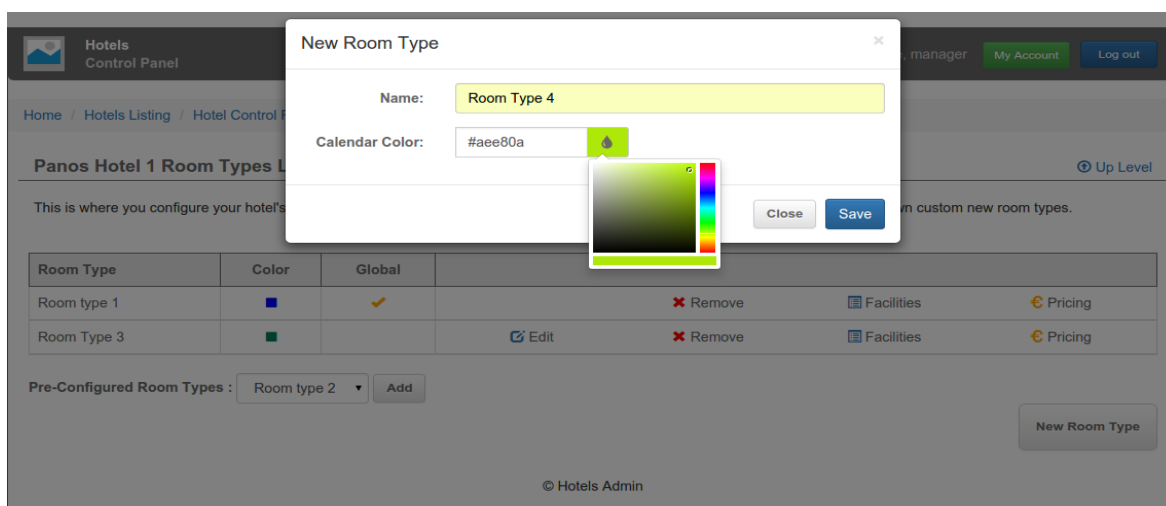 Hotels
Control Panel
, manager
My Account
Log out
New Room Type
×
Name:
Room Type 4
Calendar Color:
#aee80a
Close
Save
Home / Hotels Listing / Hotel Control
Panos Hotel 1 Room Types L
Up Level
This is where you configure your hotel's
custom new room types.
Room Type Color Global
Room type 1 Remove Facilities € Pricing
Room Type 3 Edit Remove Facilities € Pricing
Pre-Configured Room Types : Room type 2 Add
New Room Type
© Hotels Admin